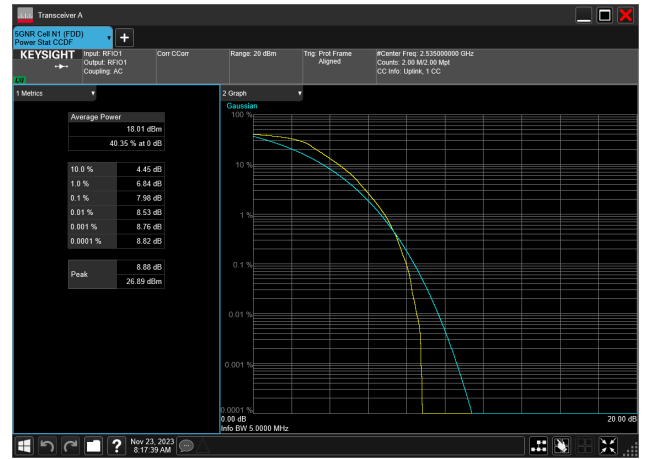 Transceiver A
5GNR Cell N1 (FDD)
Power Stat CCDF
KEYSIGHT
LXI
Input: RFIO1
Output: RFIO1
Coupling: AC
Corr CCorr
Range: 20 dBm
Trig: Prot Frame
Aligned
#Center Freq: 2.535000000 GHz
Counts: 2.00 M/2.00 Mpt
CC Info: Uplink, 1 CC
1 Metrics
Average Power
18.01 dBm
40.35 % at 0 dB
10.0 % 4.45 dB
1.0 % 6.84 dB
0.1 % 7.98 dB
0.01 % 8.53 dB
0.001 % 8.76 dB
0.0001 % 8.82 dB
Peak
8.88 dB
26.89 dBm
2 Graph
Gaussian
100 %
10 %
1 %
0.1 %
0.01 %
0.001 %
0.0001 %
0.00 dB
20.00 dB
Info BW 5.0000 MHz
?
Nov 23, 2023
8:17:39 AM